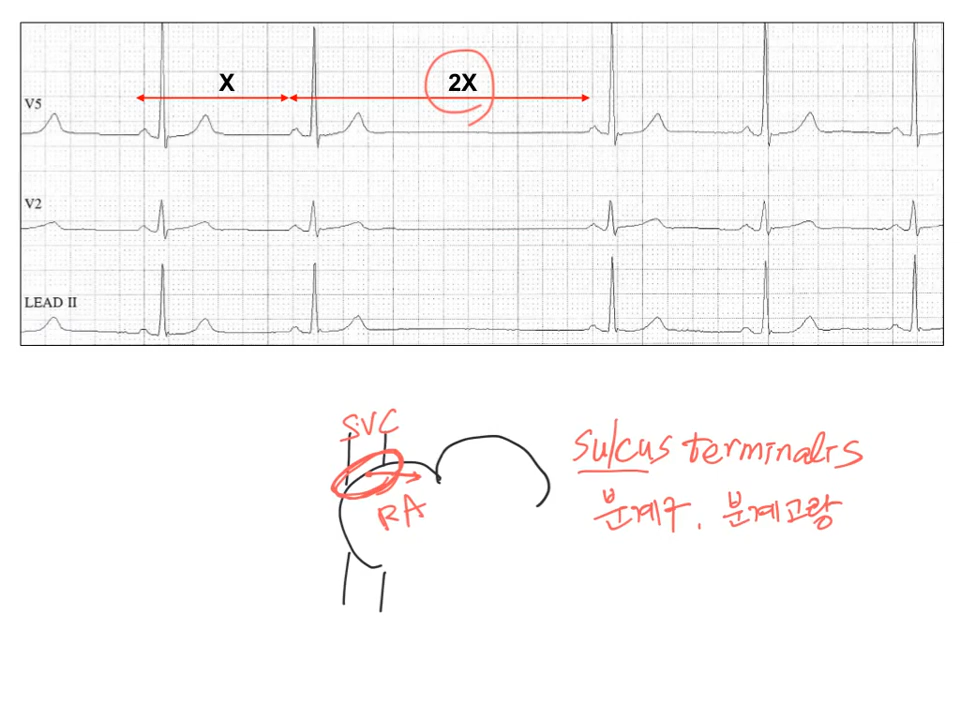 X 2X
V5
V2
LEAD II
SVC
RA
sulcus terminalis
분계구, 분계고랑